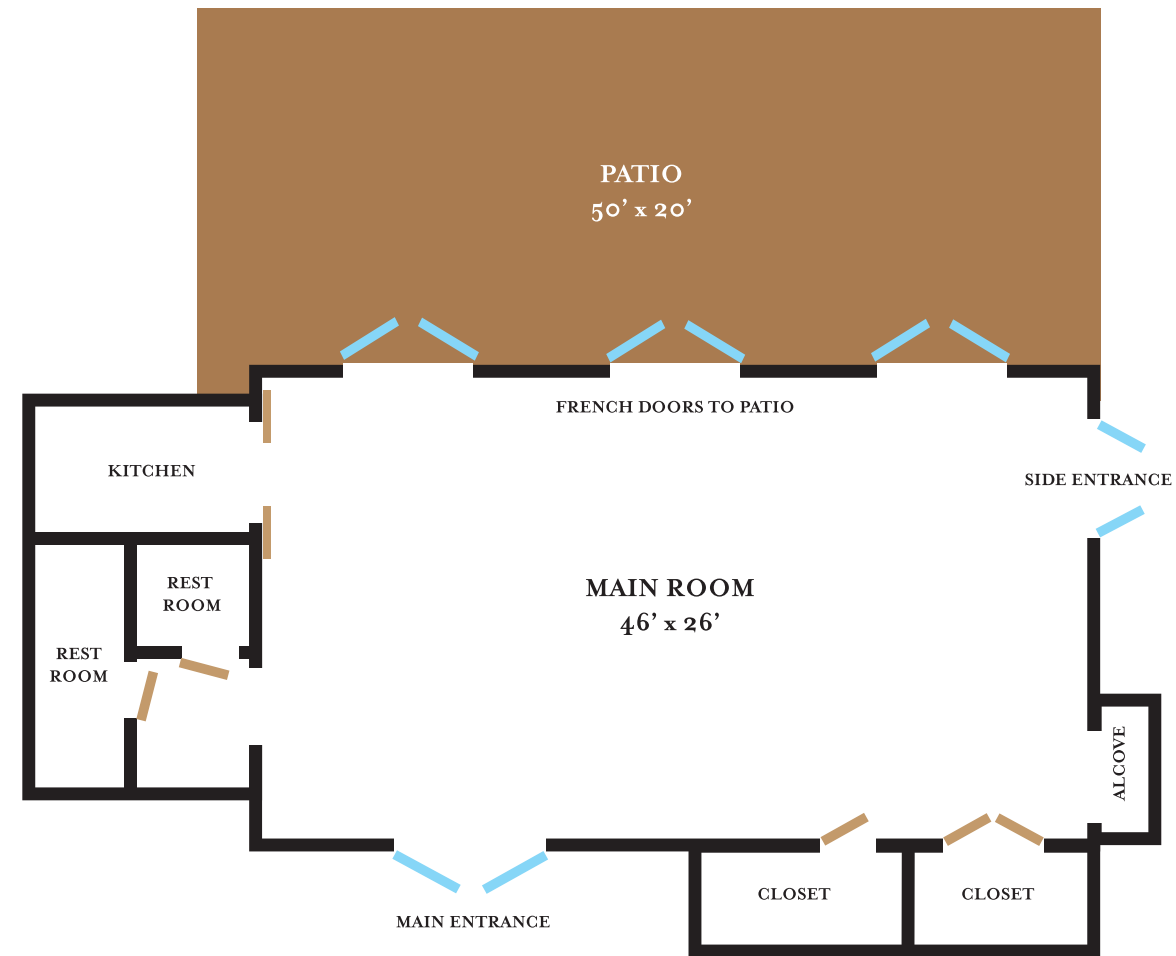 PATIO
50’ x 20’
FRENCH DOORS TO PATIO
KITCHEN
SIDE ENTRANCE
REST
ROOM
MAIN ROOM
46’ x 26’
REST
ROOM
ALCOVE
CLOSET
CLOSET
MAIN ENTRANCE